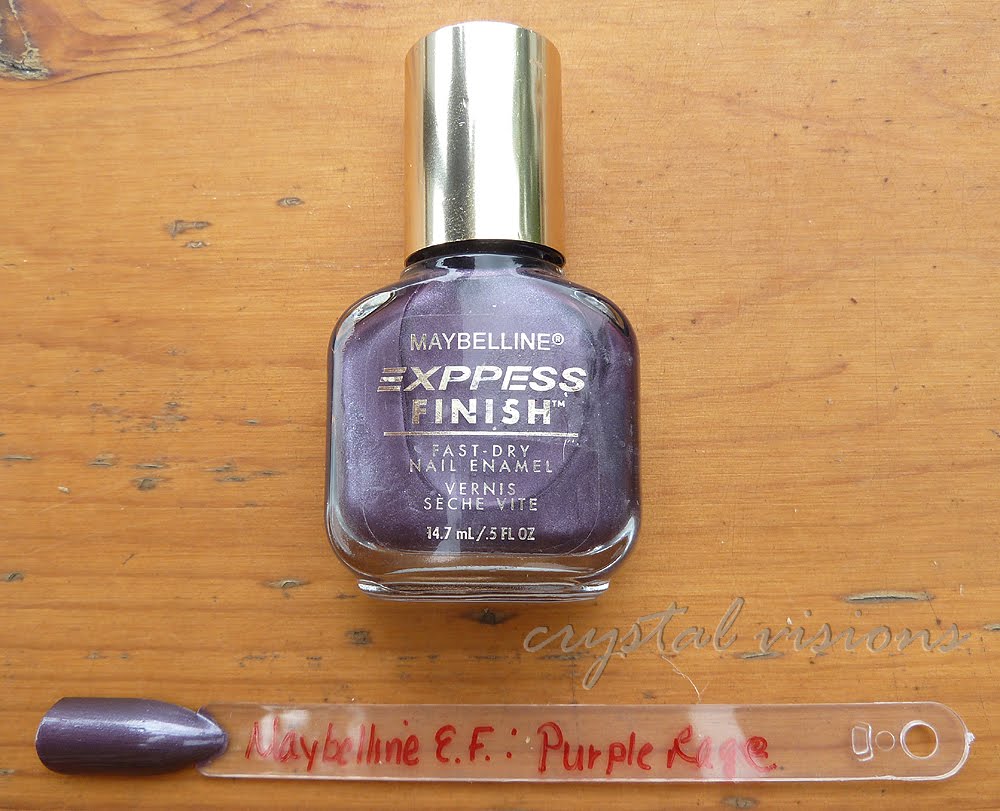 MAYBELLINE®
EXPPESS
FINISH™
FAST-DRY
NAIL ENAMEL
VERNIS
SÈCHE VITE
14.7 mL/.5 FL OZ
crystal visions
Maybelline E.F.: Purple Rage